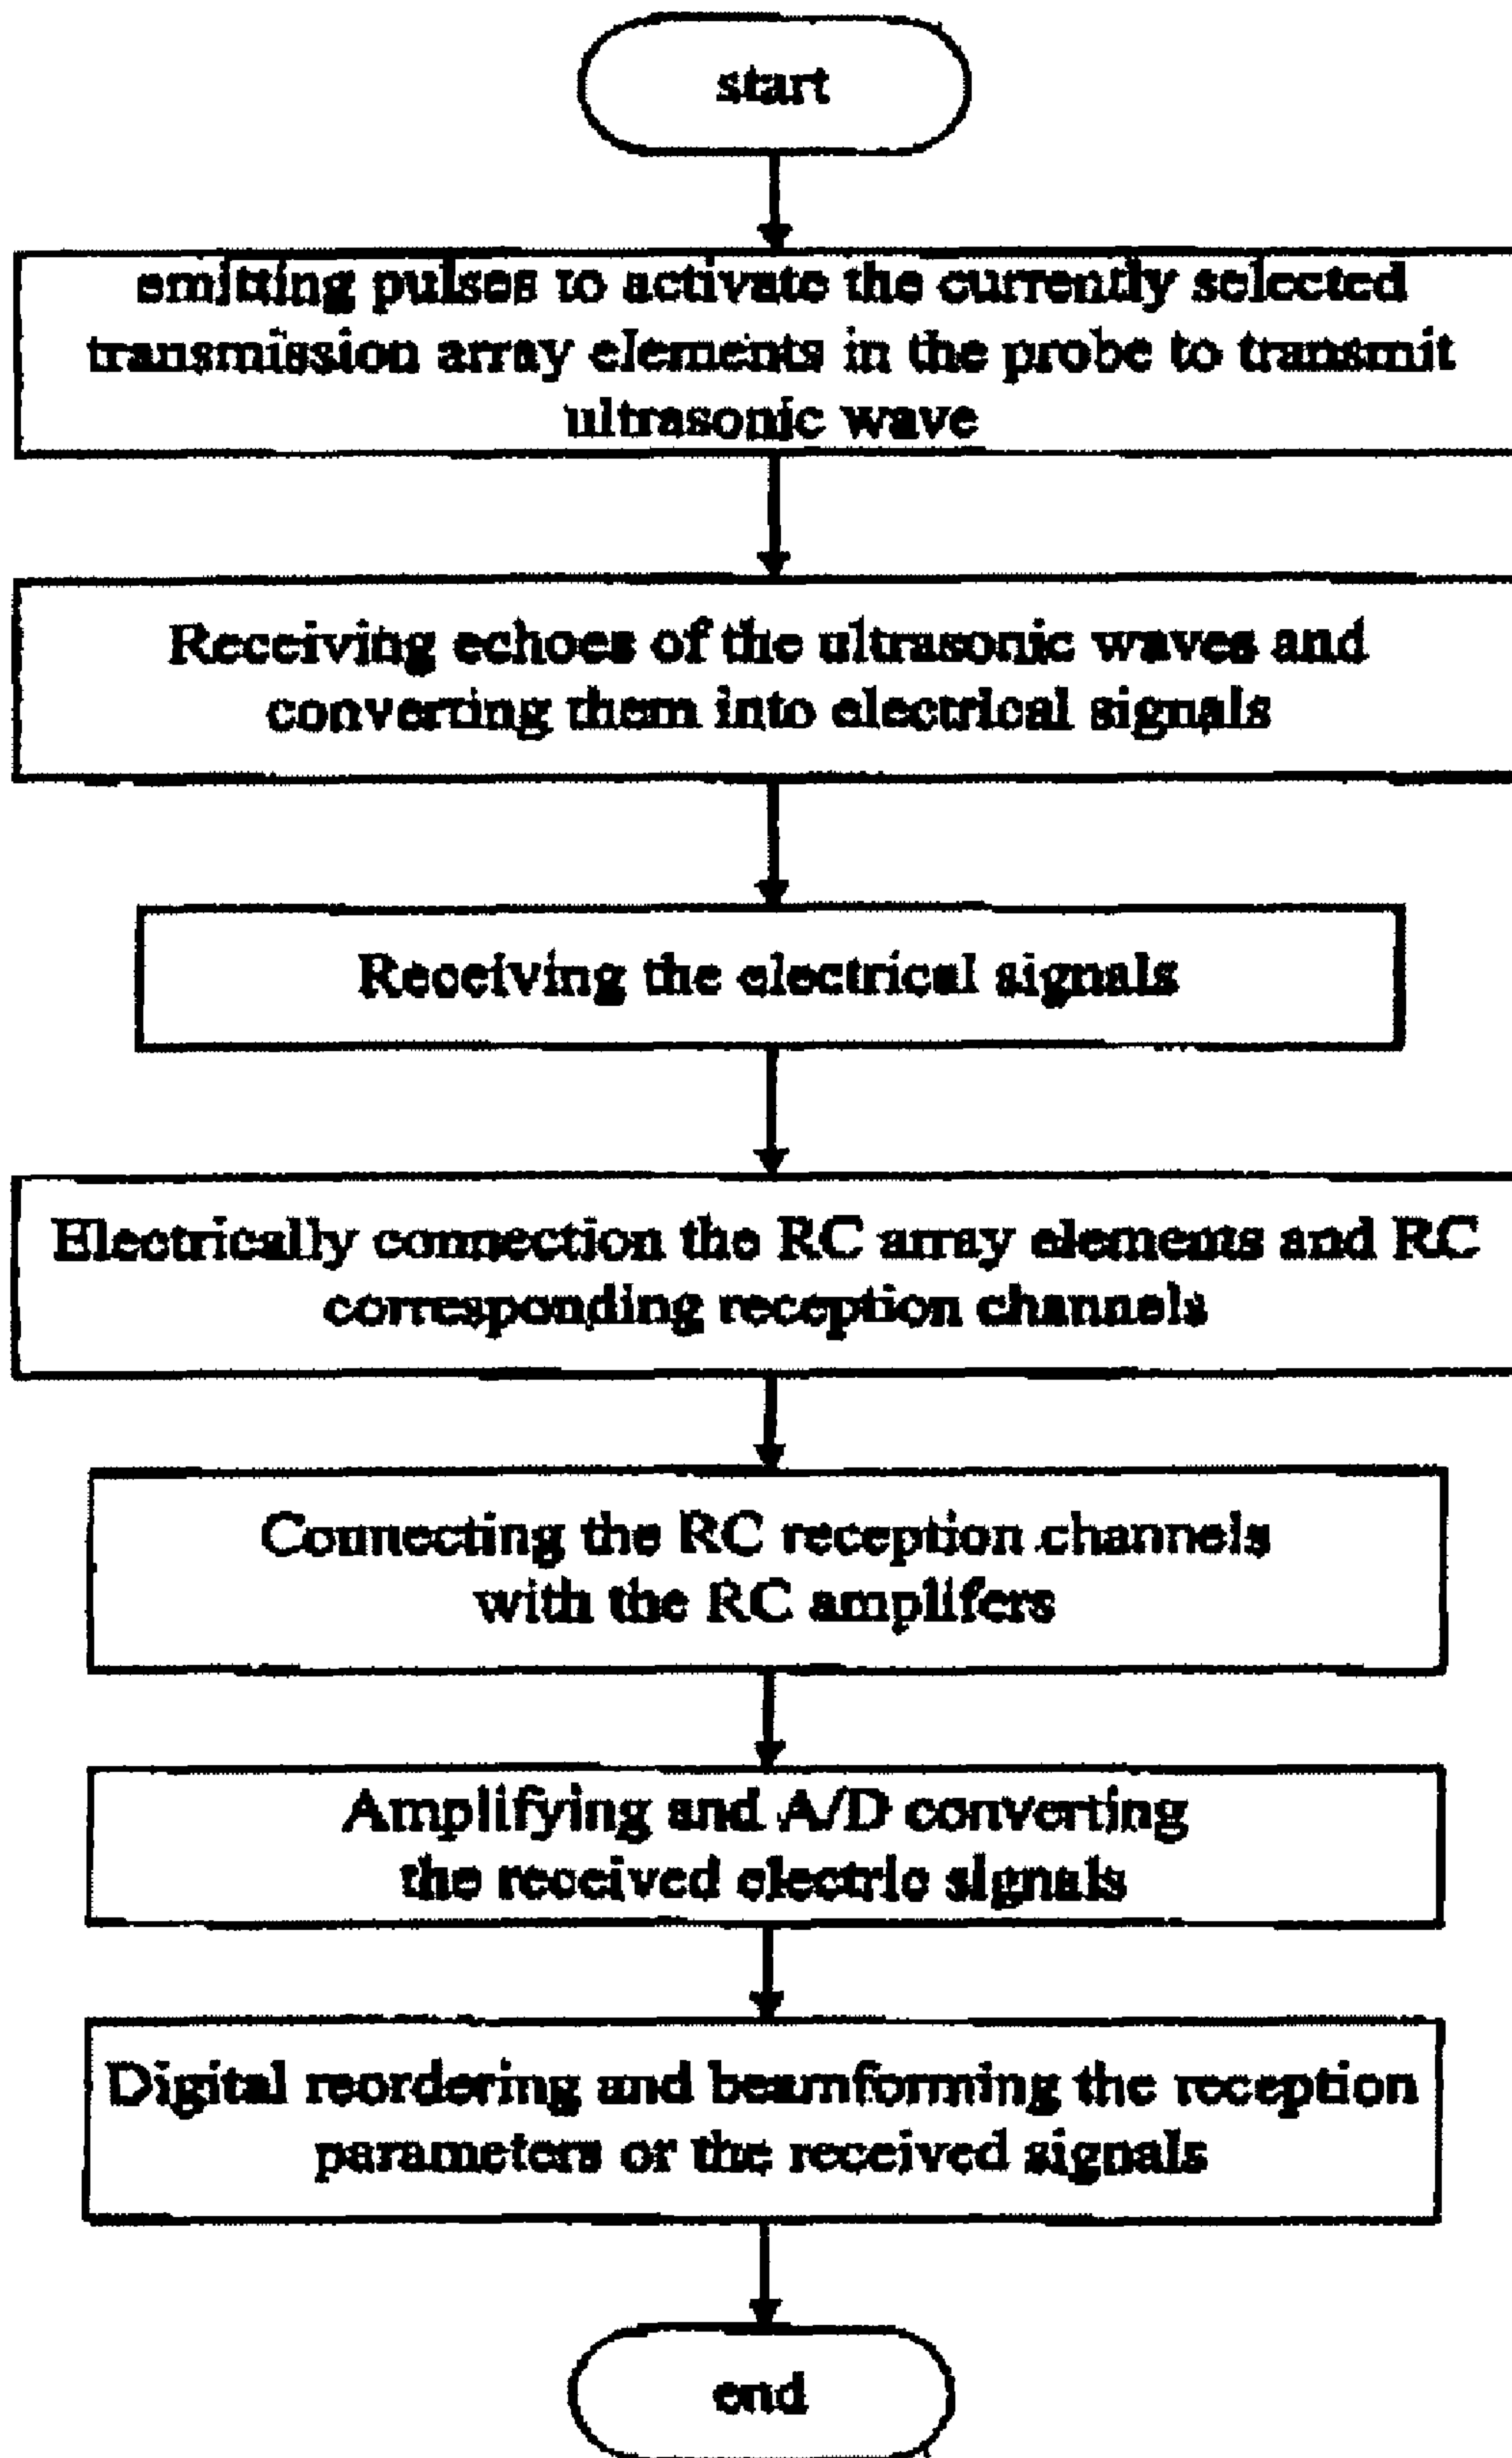 start
emitting pulses to activate the currently selected
transmission array elements in the probe to transmit
ultrasonic wave
Receiving echoes of the ultrasonic waves and
converting them into electrical signals
Receiving the electrical signals
Electrically connection the RC array elements and RC
corresponding reception channels
Connecting the RC reception channels
with the RC amplifers
Amplifying and A/D converting
the received electric signals
Digital reordering and beamforming the reception
parameters or the received signals
end